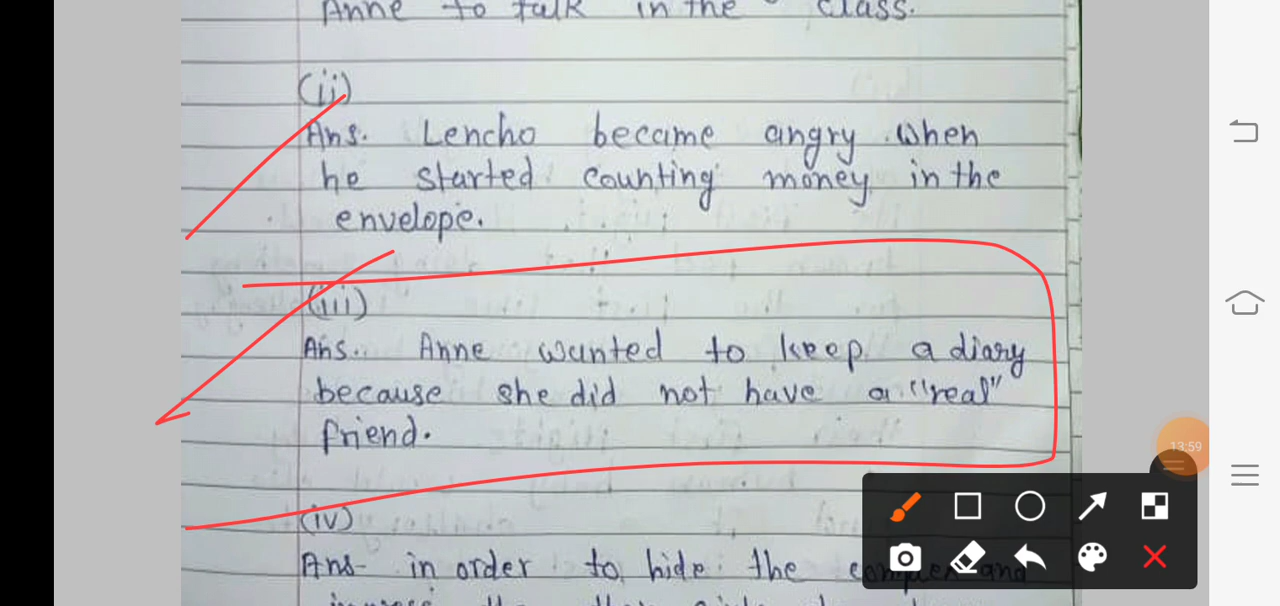 Anne to talk in the class.
(ii)
Ans. Lencho became angry when
he started counting money in the
envelope.
(iii)
Ans. Anne wanted to keep a diary
because she did not have a "real"
friend.
(iv)
Ans- in order to hide the and
the
13:59